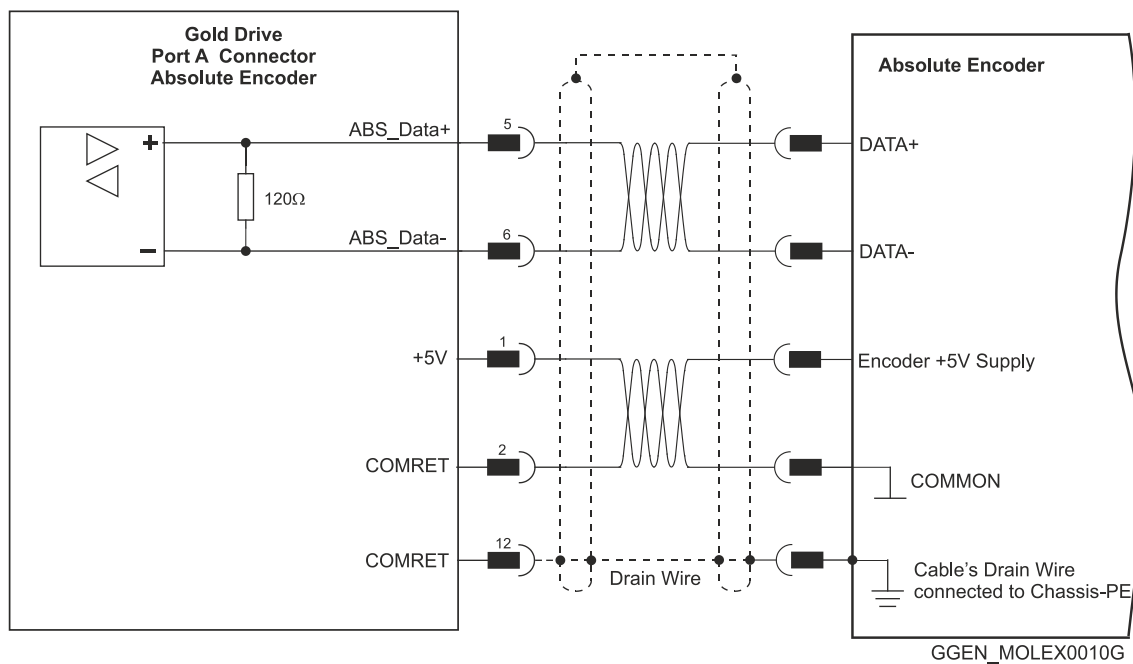 Gold Drive
Port A Connector
Absolute Encoder
Absolute Encoder
+
ABS_Data+
5
DATA+
120Ω
−
ABS_Data-
6
DATA-
+5V
1
Encoder +5V Supply
COMRET
2
COMMON
COMRET
12
Drain Wire
Cable's Drain Wire
connected to Chassis-PE
GGEN_MOLEX0010G